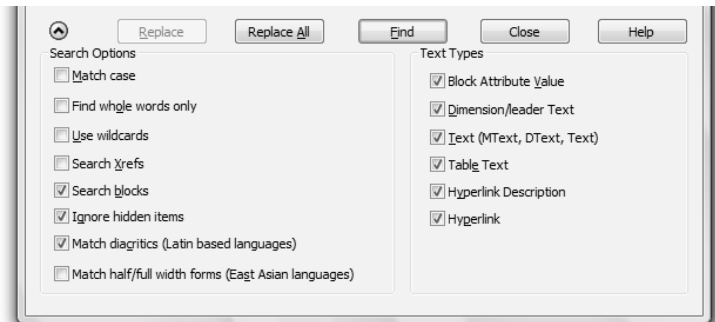 Replace Replace All Find Close Help
Search Options
Match case
Find whole words only
Use wildcards
Search Xrefs
Search blocks
Ignore hidden items
Match diacritics (Latin based languages)
Match half/full width forms (East Asian languages)
Text Types
Block Attribute Value
Dimension/leader Text
Text (MText, DText, Text)
Table Text
Hyperlink Description
Hyperlink